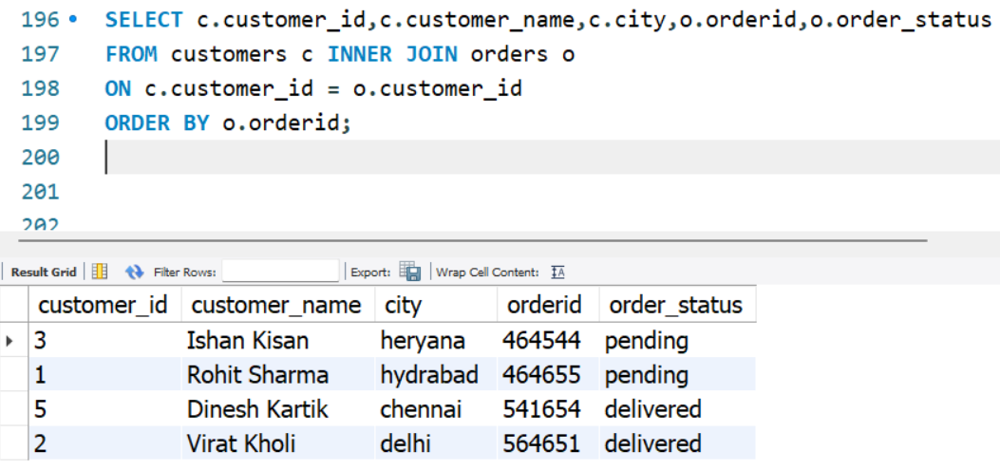 196 SELECT c.customer_id,c.customer_name,c.city,o.orderid,o.order_status
197 FROM customers c INNER JOIN orders o
198 ON c.customer_id = o.customer_id
199 ORDER BY o.orderid;
200
201
202
Result Grid Filter Rows: Export: Wrap Cell Content: IA
customer_id customer_name city orderid order_status
3 Ishan Kisan heryana 464544 pending
1 Rohit Sharma hydrabad 464655 pending
5 Dinesh Kartik chennai 541654 delivered
2 Virat Kholi delhi 564651 delivered